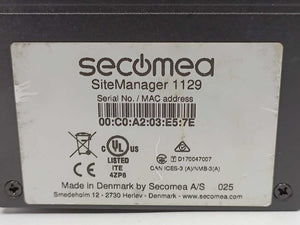 secomea
SiteManager 1129
Serial No. / MAC address
00:C0:A2:03:E5:7E
C UL US
LISTED
ITE
4ZP8
D170047007
CAN ICES-3 (A)/NMB-3(A)
Made in Denmark by Secomea A/S 025
Smedeholm 12 - 2730 Herlev - Denmark www.secomea.com